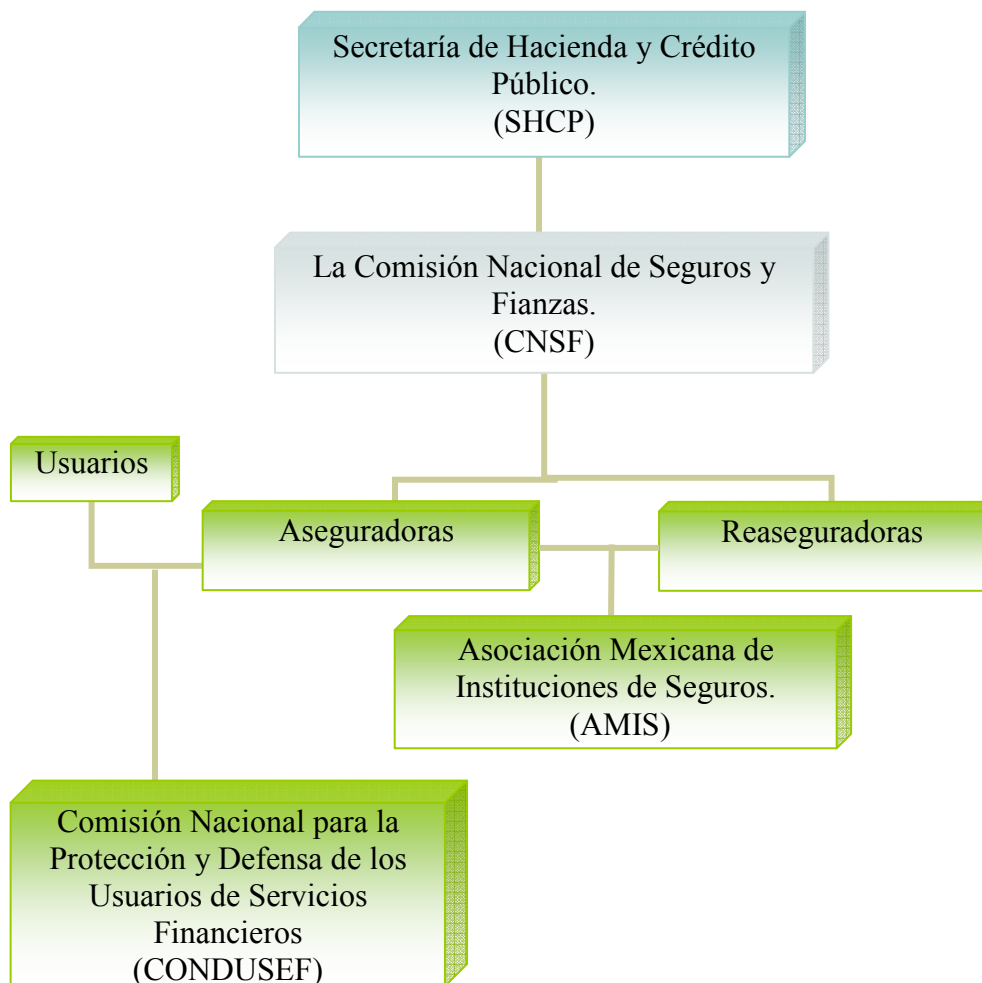 Secretaría de Hacienda y Crédito
Público.
(SHCP)
La Comisión Nacional de Seguros y
Fianzas.
(CNSF)
Usuarios
Aseguradoras
Reaseguradoras
Asociación Mexicana de
Instituciones de Seguros.
(AMIS)
Comisión Nacional para la
Protección y Defensa de los
Usuarios de Servicios
Financieros
(CONDUSEF)